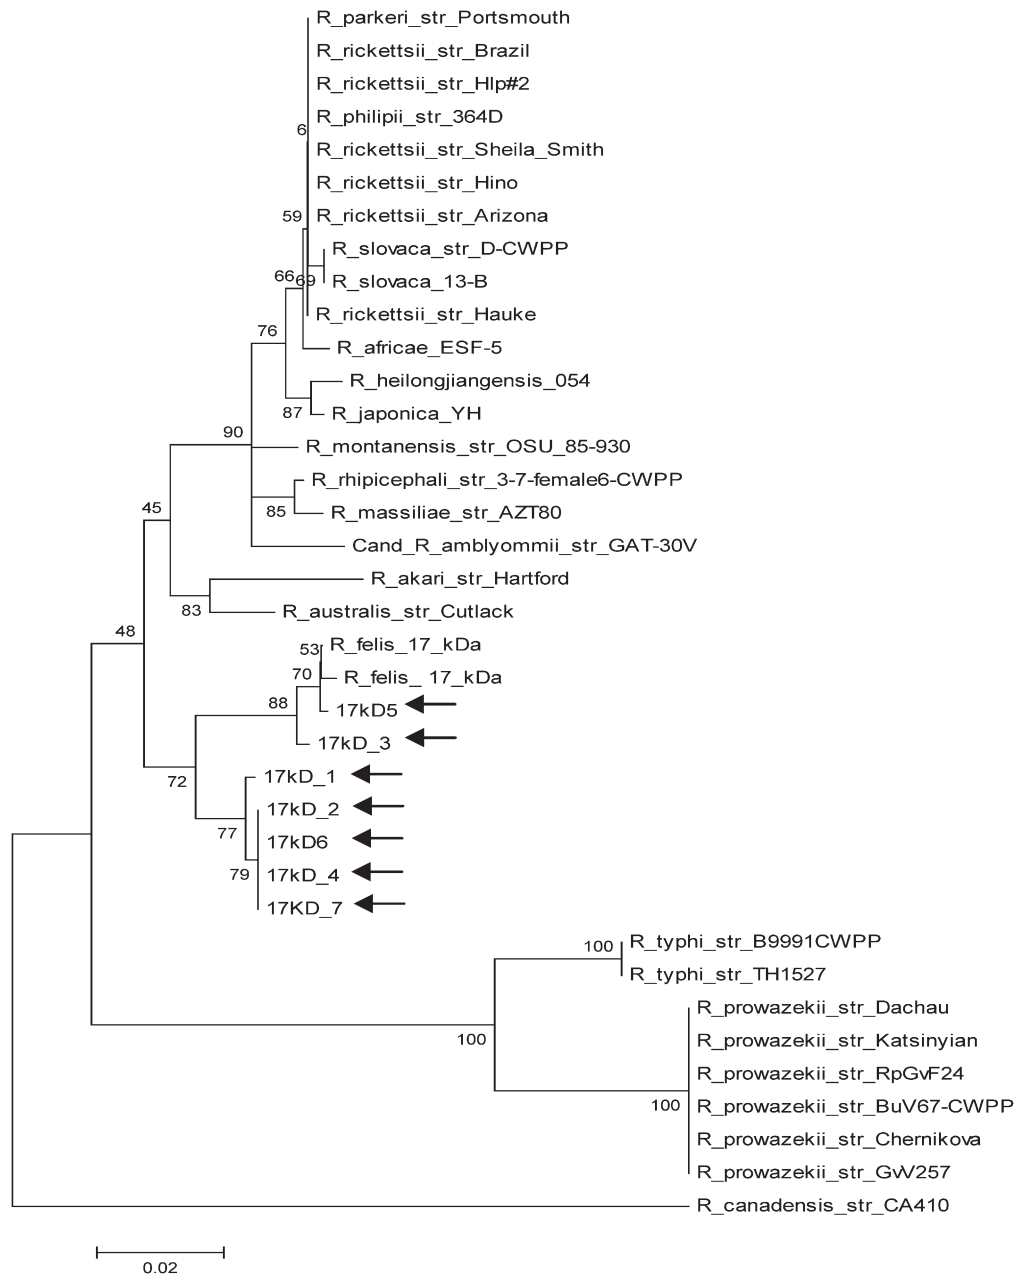 R_parkeri_str_Portsmouth
R_rickettsii_str_Brazil
R_rickettsii_str_Hlp#2
R_philipii_str_364D
6
R_rickettsii_str_Sheila_Smith
R_rickettsii_str_Hino
59
R_rickettsii_str_Arizona
R_slovaca_str_D-CWPP
66
69
R_slovaca_13-B
R_rickettsii_str_Hauke
76
R_africae_ESF-5
R_heilongjiangensis_054
87
R_japonica_YH
90
R_montanensis_str_OSU_85-930
R_rhipicephali_str_3-7-female6-CWPP
85
R_massiliae_str_AZT80
45
Cand_R_amblyommii_str_GAT-30V
R_akari_str_Hartford
83
R_australis_str_Cutlack
48
53
R_felis_17_kDa
70
R_felis_ 17_kDa
88
17kD5
17kD_3
72
17kD_1
17kD_2
77
17kD6
79
17kD_4
17KD_7
100
R_typhi_str_B9991CWPP
R_typhi_str_TH1527
R_prowazekii_str_Dachau
100
R_prowazekii_str_Katsinyian
R_prowazekii_str_RpGvF24
100
R_prowazekii_str_BuV67-CWPP
R_prowazekii_str_Chernikova
R_prowazekii_str_GvV257
R_canadensis_str_CA410
0.02